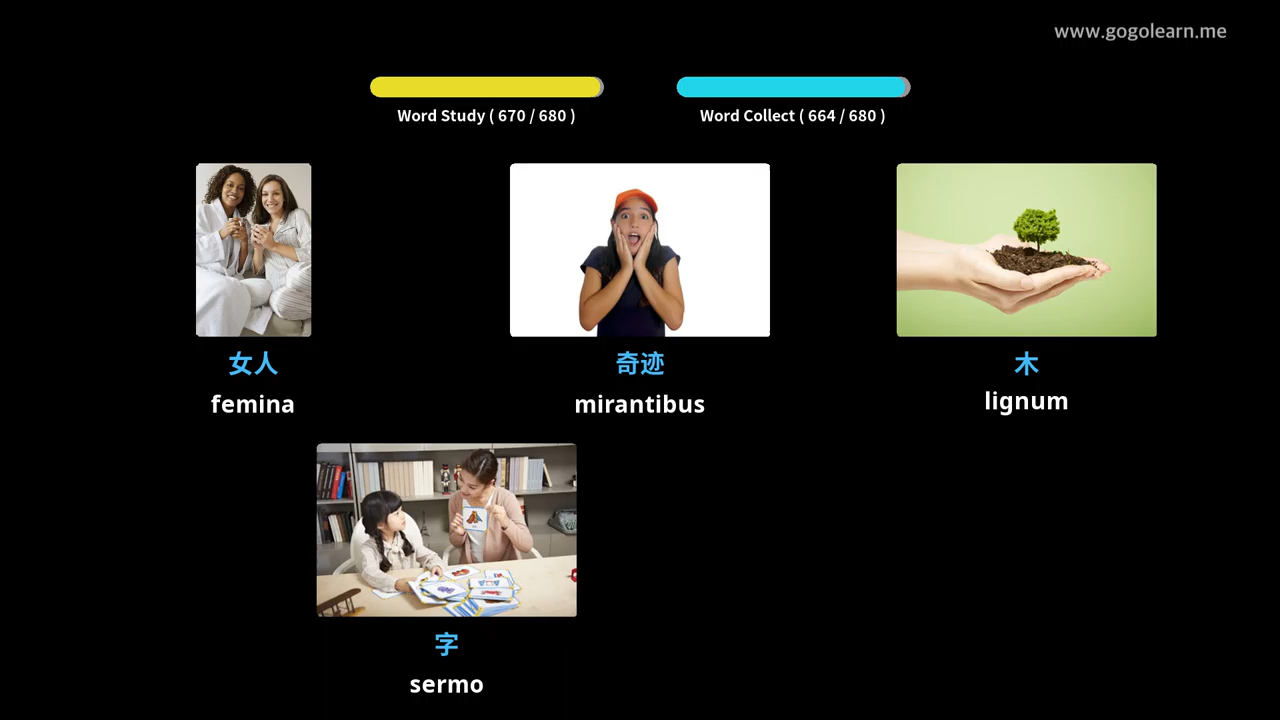 www.gogolearn.me
Word Study ( 670 / 680 )
Word Collect ( 664 / 680 )
女人
femina
奇迹
mirantibus
木
lignum
字
sermo